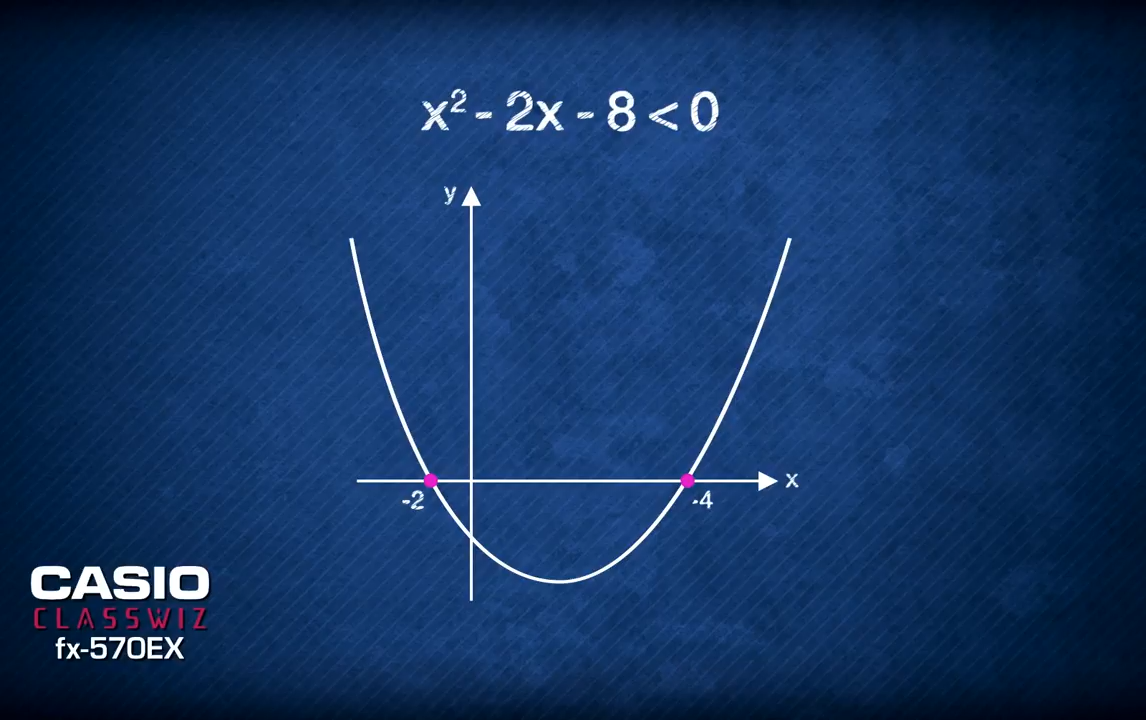 x² - 2x - 8 < 0
y
x
-2
-4
CASIO
CLASSWIZ
fx-570EX